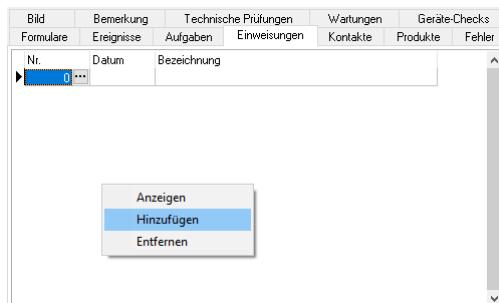 Bild Bemerkung Technische Prüfungen Wartungen Geräte-Checks
Formulare Ereignisse Aufgaben Einweisungen Kontakte Produkte Fehler
Nr. Datum Bezeichnung
0 ...
Anzeigen
Hinzufügen
Entfernen